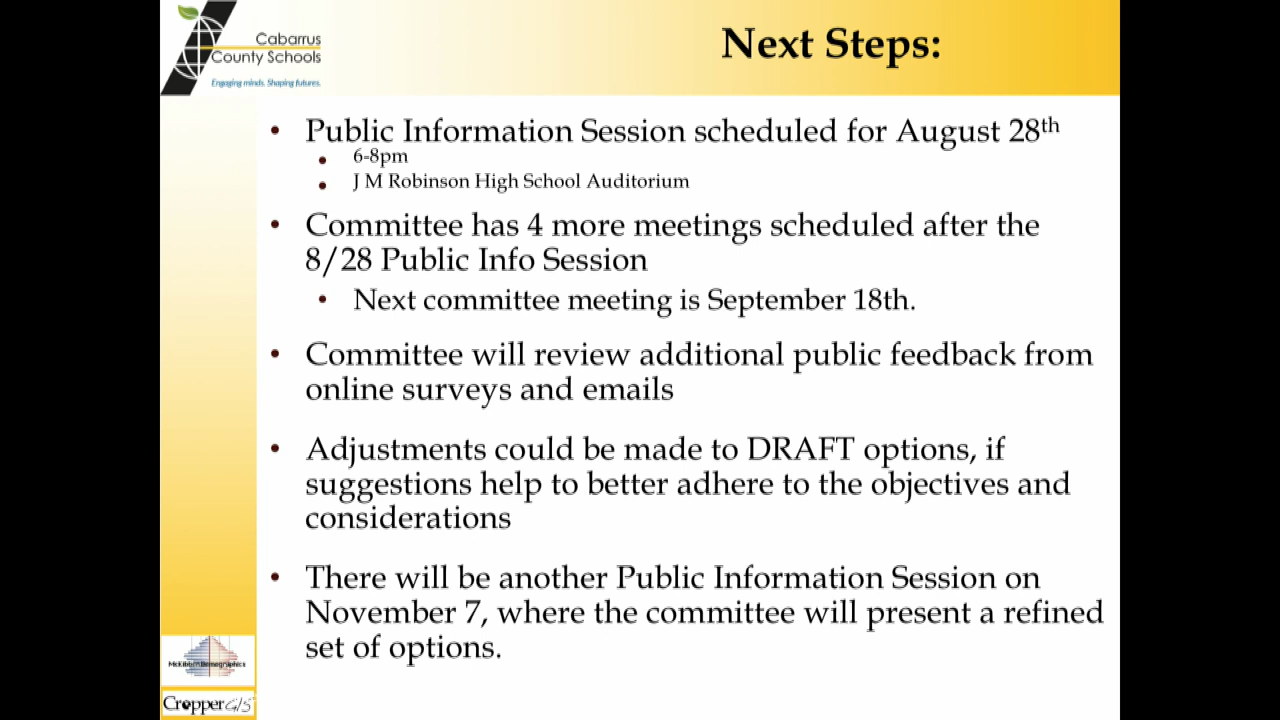 Cabarrus
County Schools
Engaging minds. Shaping futures.
Next Steps:
• Public Information Session scheduled for August 28th
• 6-8pm
• J M Robinson High School Auditorium
• Committee has 4 more meetings scheduled after the
8/28 Public Info Session
• Next committee meeting is September 18th.
• Committee will review additional public feedback from
online surveys and emails
• Adjustments could be made to DRAFT options, if
suggestions help to better adhere to the objectives and
considerations
• There will be another Public Information Session on
November 7, where the committee will present a refined
set of options.
McKibben Demographics
Cropper GIS